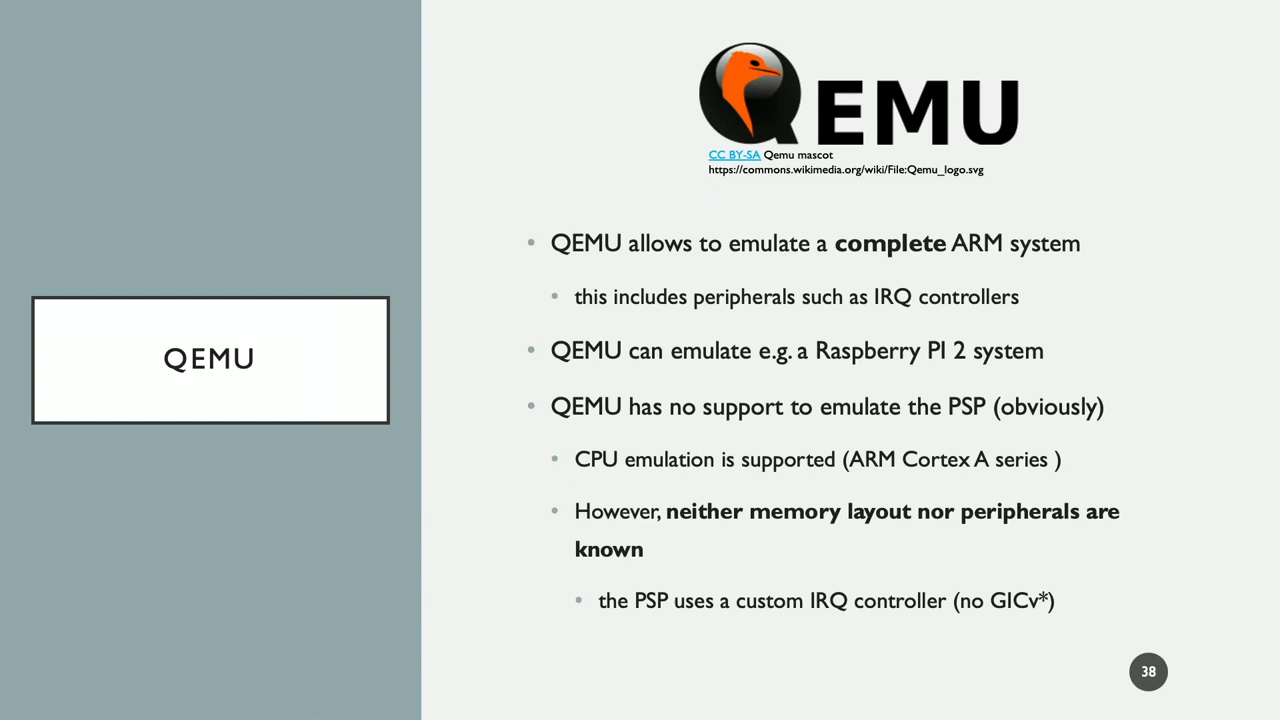 QEMU
QEMU
CC BY-SA Qemu mascot
https://commons.wikimedia.org/wiki/File:Qemu_logo.svg
• QEMU allows to emulate a complete ARM system
• this includes peripherals such as IRQ controllers
• QEMU can emulate e.g. a Raspberry PI 2 system
• QEMU has no support to emulate the PSP (obviously)
• CPU emulation is supported (ARM Cortex A series )
• However, neither memory layout nor peripherals are
known
• the PSP uses a custom IRQ controller (no GICv*)
38